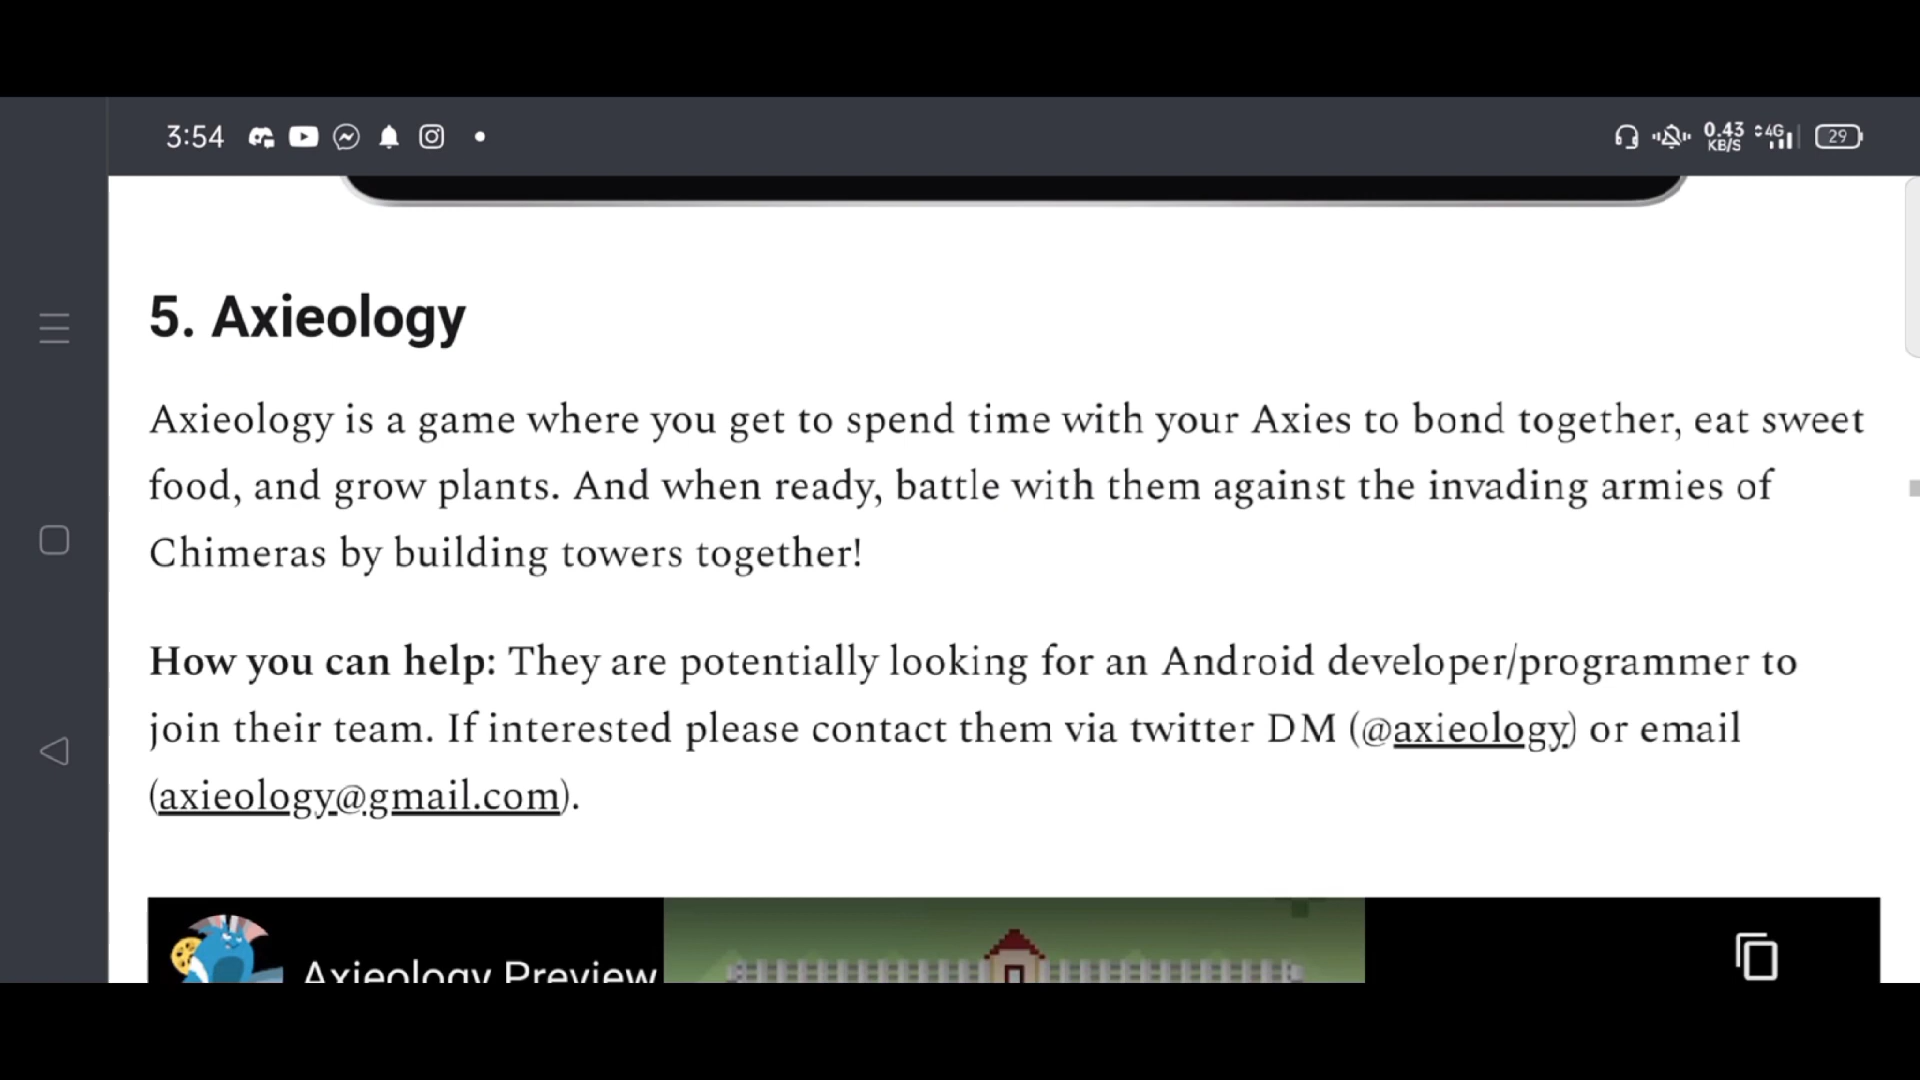 3:54 0.43 KB/S 4G 29
5. Axieology
Axieology is a game where you get to spend time with your Axies to bond together, eat sweet
food, and grow plants. And when ready, battle with them against the invading armies of
Chimeras by building towers together!
How you can help: They are potentially looking for an Android developer/programmer to
join their team. If interested please contact them via twitter DM (@axieology) or email
(axieology@gmail.com).
Axieology Preview